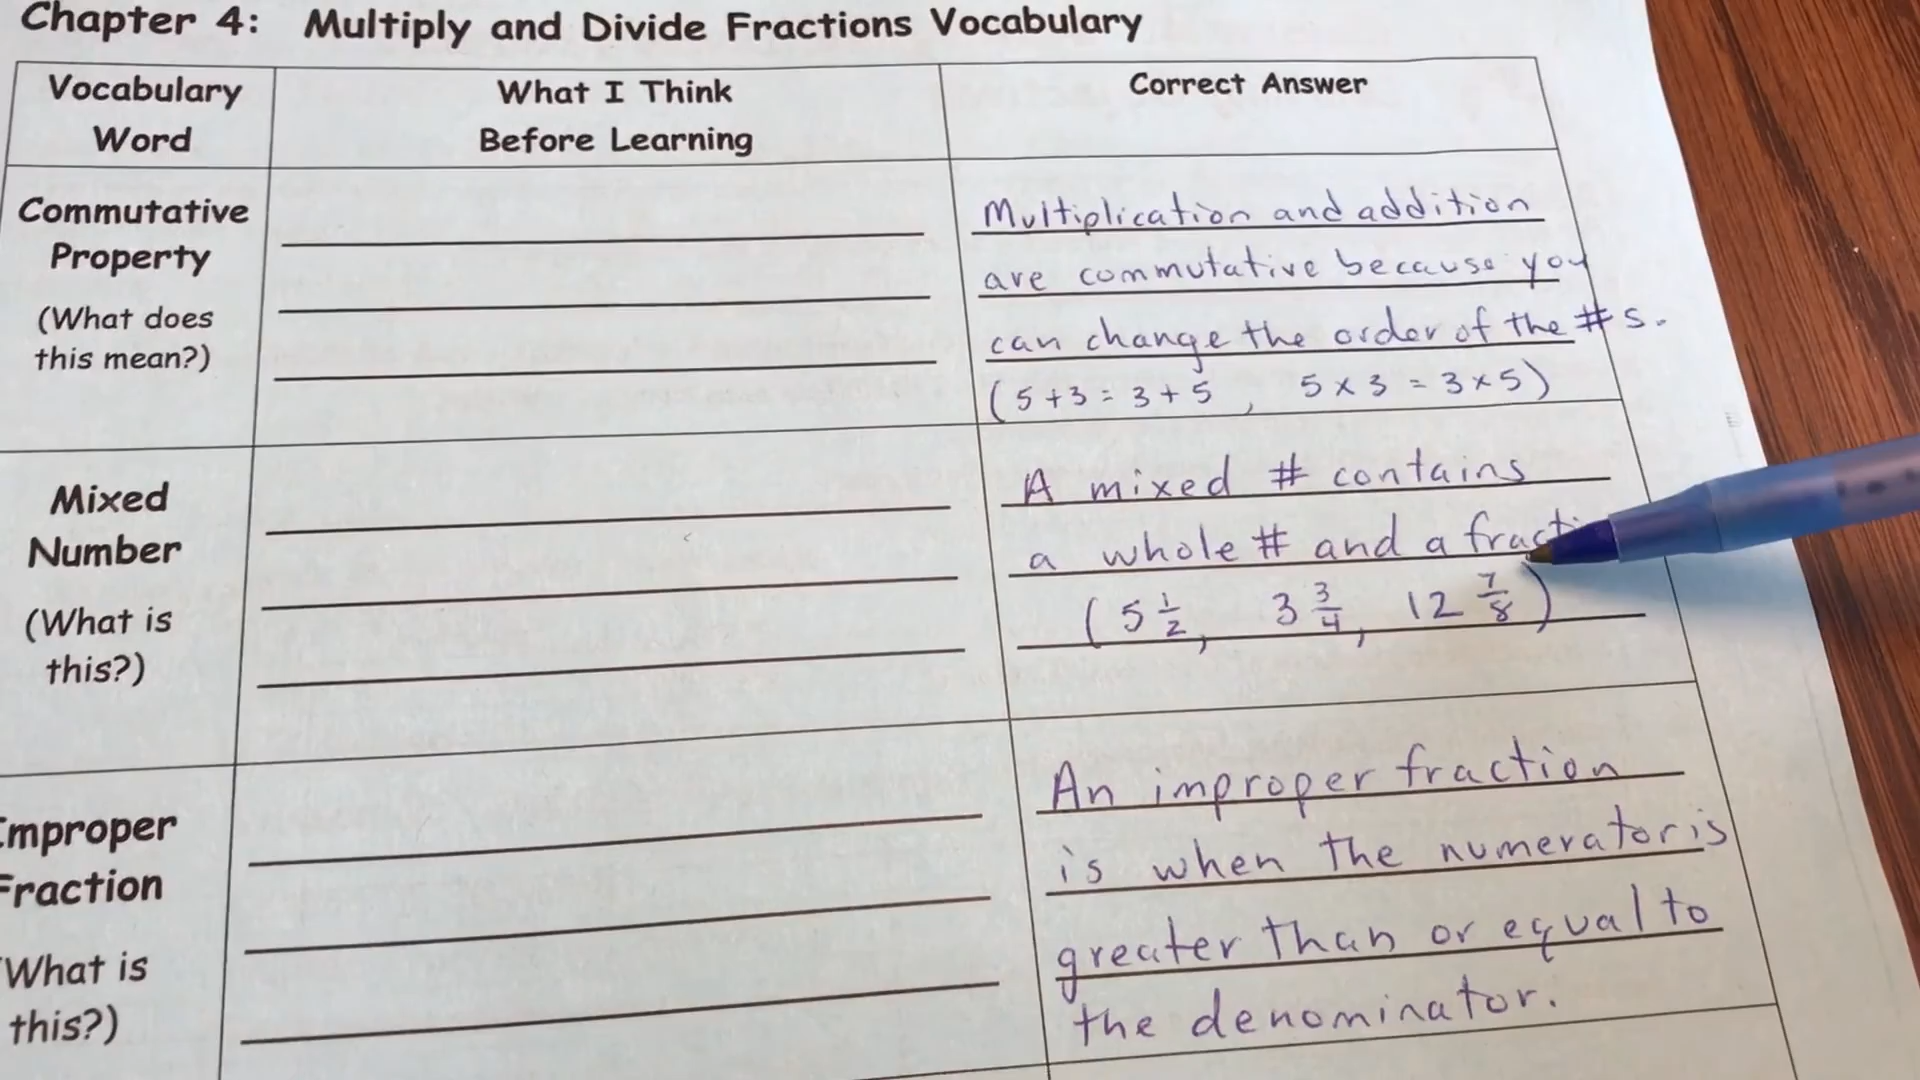 Chapter 4: Multiply and Divide Fractions Vocabulary
Vocabulary
Word
What I Think
Before Learning
Correct Answer
Commutative
Property
(What does
this mean?)
Multiplication and addition
are commutative because you
can change the order of the #s.
(5+3=3+5, 5x3=3x5)
Mixed
Number
(What is
this?)
A mixed # contains
a whole # and a fracti
(5 1/2, 3 3/4, 12 7/8)
Improper
Fraction
(What is
this?)
An improper fraction
is when the numerator is
greater than or equal to
the denominator.